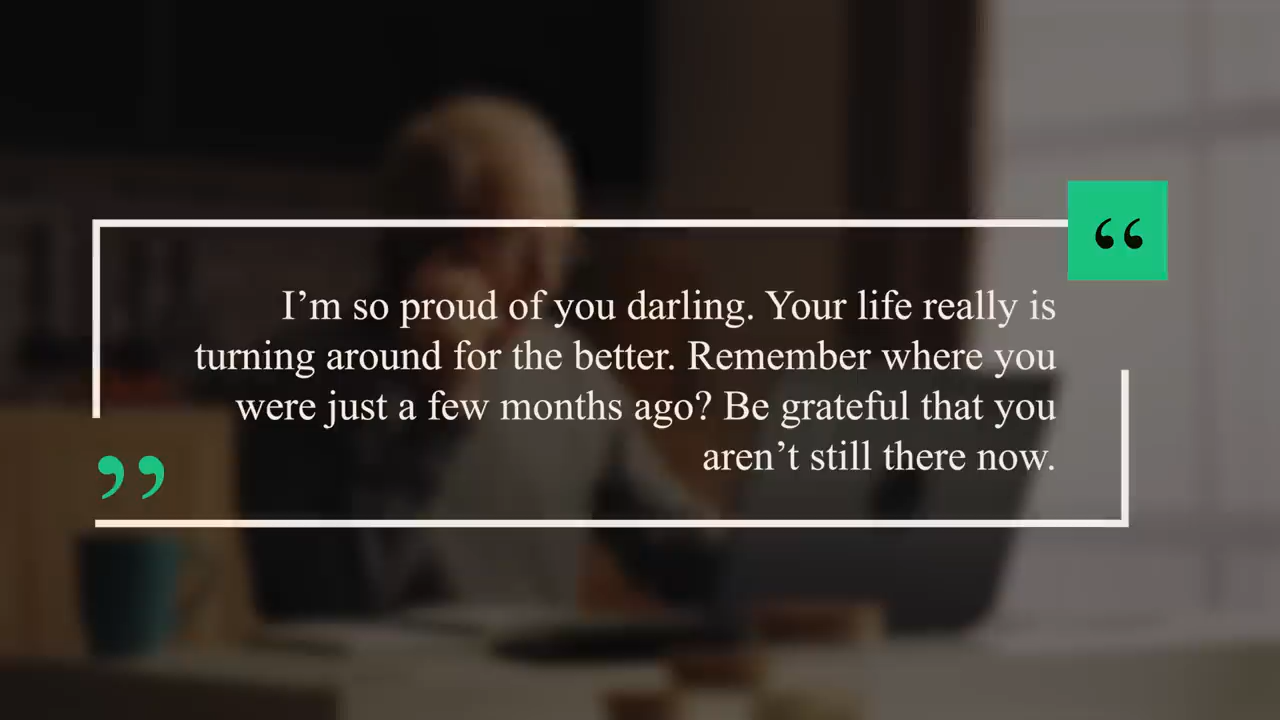 “
I’m so proud of you darling. Your life really is
turning around for the better. Remember where you
were just a few months ago? Be grateful that you
aren’t still there now.
”